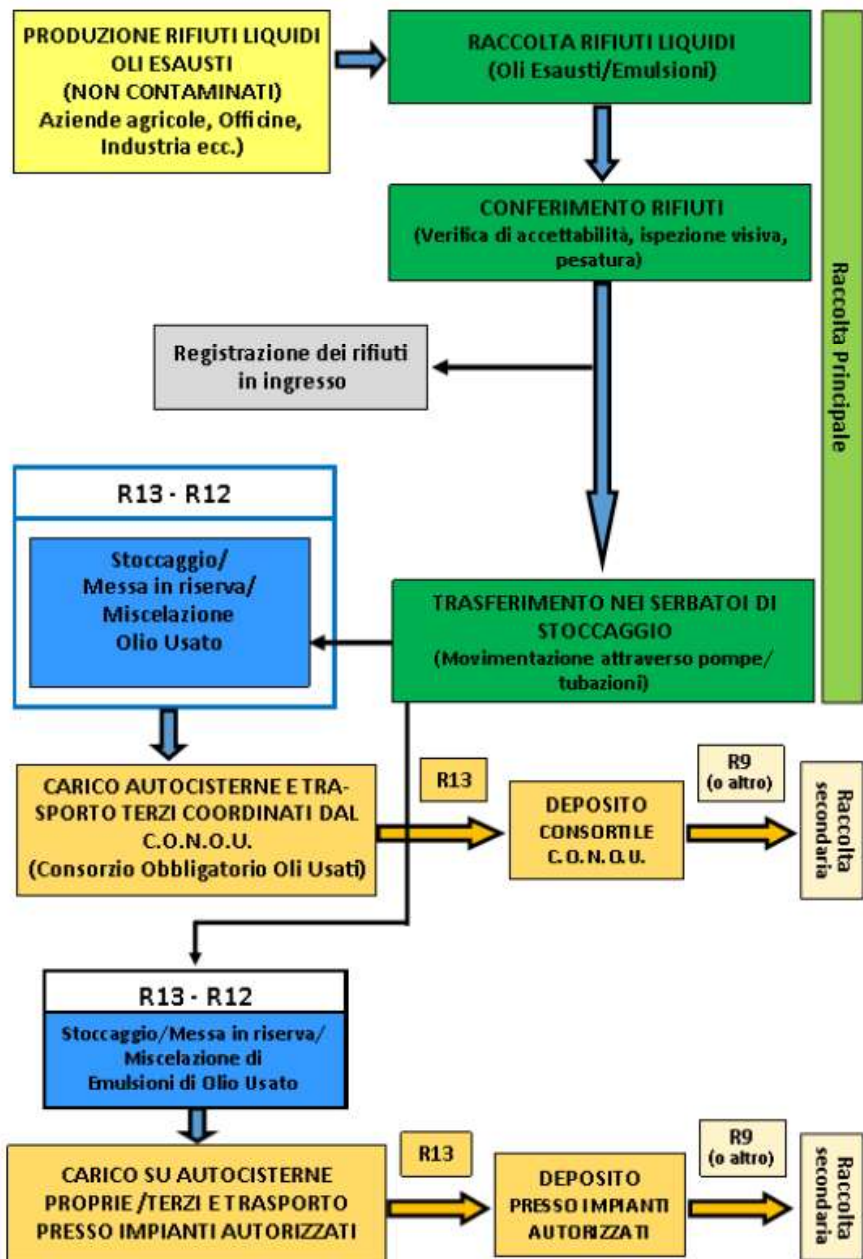 PRODUZIONE RIFIUTI LIQUIDI
OLI ESAUSTI
(NON CONTAMINATI)
Aziende agricole, Officine,
Industria ecc.)
RACCOLTA RIFIUTI LIQUIDI
(Oli Esausti/Emulsioni)
CONFERIMENTO RIFIUTI
(Verifica di accettabilità, ispezione visiva,
pesatura)
Raccolta Principale
Registrazione dei rifiuti
in ingresso
R13 - R12
Stoccaggio/
Messa in riserva/
Miscelazione
Olio Usato
TRASFERIMENTO NEI SERBATOI DI
STOCCAGGIO
(Movimentazione attraverso pompe/
tubazioni)
CARICO AUTOCISTERNE E TRA-
SPORTO TERZI COORDINATI DAL
C.O.N.O.U.
(Consorzio Obbligatorio Oli Usati)
R13
DEPOSITO
CONSORTILE
C.O.N.O.U.
R9
(o altro)
Raccolta
secondaria
R13 - R12
Stoccaggio/Messa in riserva/
Miscelazione di
Emulsioni di Olio Usato
CARICO SU AUTOCISTERNE
PROPRIE /TERZI E TRASPORTO
PRESSO IMPIANTI AUTORIZZATI
R13
DEPOSITO
PRESSO IMPIANTI
AUTORIZZATI
R9
(o altro)
Raccolta
secondaria